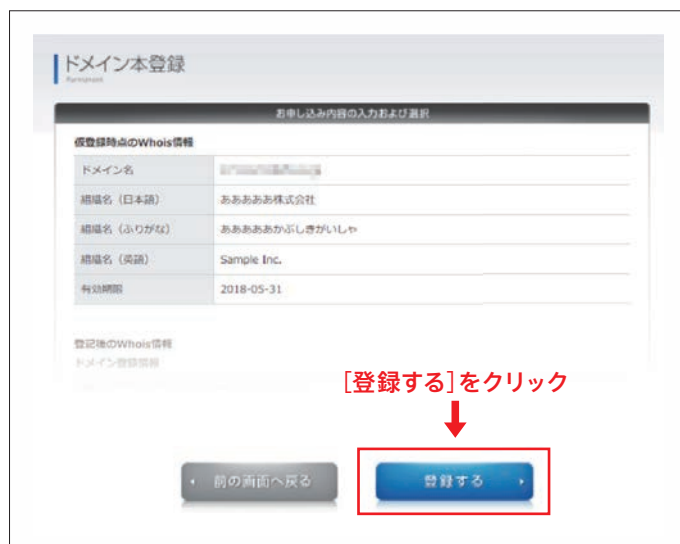 ドメイン本登録
Permanent
お申し込み内容の入力および選択
仮登録時点のWhois情報
ドメイン名
組織名（日本語） あああああ株式会社
組織名（ふりがな） あああああかぶしきがいしゃ
組織名（英語） Sample Inc.
有効期限 2018-05-31
登記後のWhois情報
ドメイン登録情報
［登録する］をクリック
前の画面へ戻る
登録する